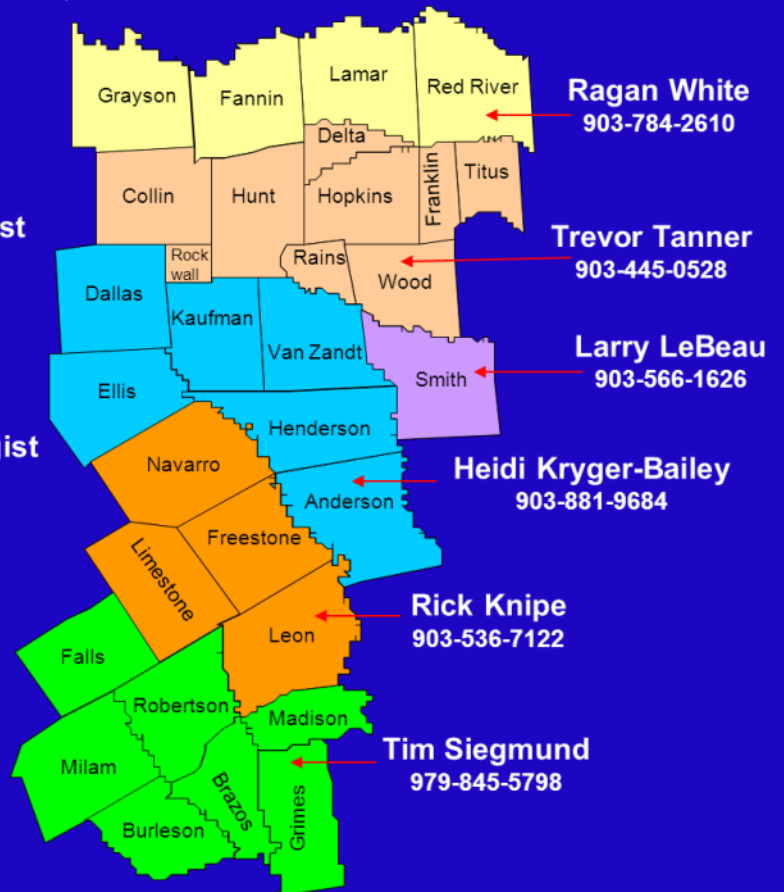 Grayson
Fannin
Lamar
Red River
Ragan White
903-784-2610
Delta
Collin
Hunt
Hopkins
Franklin
Titus
st
Trevor Tanner
903-445-0528
Rock
wall
Rains
Wood
Dallas
Kaufman
Van Zandt
Larry LeBeau
903-566-1626
Smith
Ellis
Henderson
gist
Navarro
Heidi Kryger-Bailey
903-881-9684
Anderson
Freestone
Limestone
Rick Knipe
903-536-7122
Leon
Falls
Robertson
Madison
Tim Siegmund
979-845-5798
Milam
Brazos
Grimes
Burleson